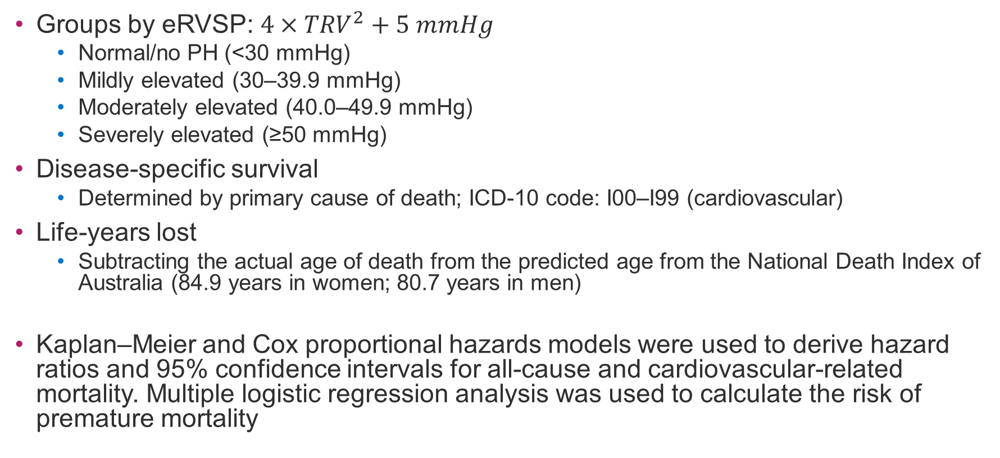 • Groups by eRVSP: 4 × TRV² + 5 mmHg
• Normal/no PH (<30 mmHg)
• Mildly elevated (30–39.9 mmHg)
• Moderately elevated (40.0–49.9 mmHg)
• Severely elevated (≥50 mmHg)
• Disease-specific survival
• Determined by primary cause of death; ICD-10 code: I00–I99 (cardiovascular)
• Life-years lost
• Subtracting the actual age of death from the predicted age from the National Death Index of
Australia (84.9 years in women; 80.7 years in men)
• Kaplan–Meier and Cox proportional hazards models were used to derive hazard
ratios and 95% confidence intervals for all-cause and cardiovascular-related
mortality. Multiple logistic regression analysis was used to calculate the risk of
premature mortality